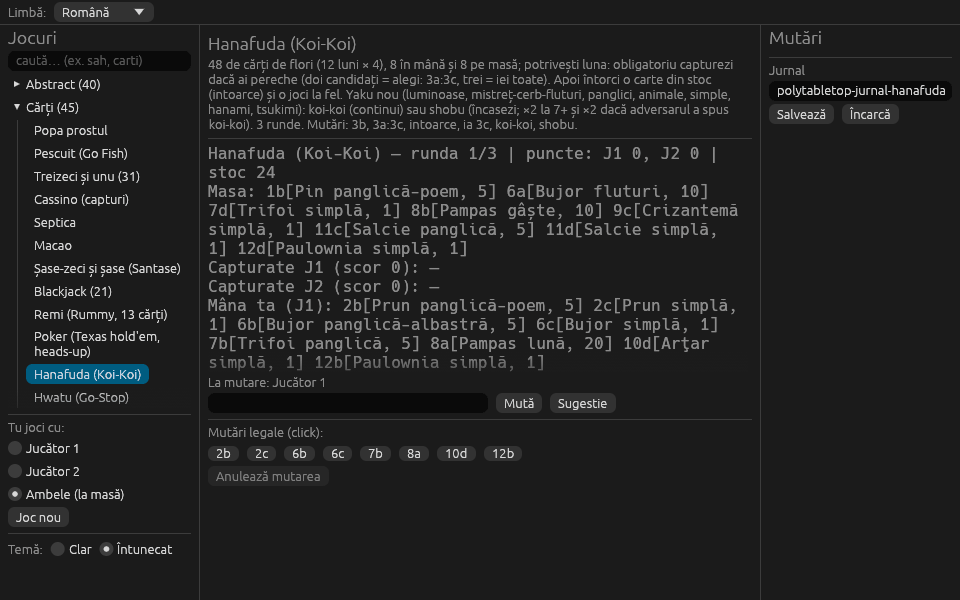 Limbă: Română
Jocuri
caută... (ex. sah, carti)
Abstract (40)
Cărți (45)
Popa prostul
Pescuit (Go Fish)
Treizeci și unu (31)
Cassino (capturi)
Septica
Macao
Șase-zeci și șase (Santase)
Blackjack (21)
Remi (Rummy, 13 cărți)
Poker (Texas hold'em,
heads-up)
Hanafuda (Koi-Koi)
Hwatu (Go-Stop)
Tu joci cu:
Jucător 1
Jucător 2
Ambele (la masă)
Joc nou
Temă: Clar Întunecat
Hanafuda (Koi-Koi)
48 de cărți de flori (12 luni × 4), 8 în mână și 8 pe masă; potrivești luna: obligatoriu capturezi
dacă ai pereche (doi candidați = alegi: 3a:3c, trei = iei toate). Apoi întorci o carte din stoc
(intoarce) și o joci la fel. Yaku nou (luminoase, mistreț-cerb-fluturi, panglici, animale, simple,
hanami, tsukimi): koi-koi (continui) sau shobu (încasezi; ×2 la 7+ și ×2 dacă adversarul a spus
koi-koi). 3 runde. Mutări: 3b, 3a:3c, intoarce, ia 3c, koi-koi, shobu.
Hanafuda (Koi-Koi) — runda 1/3 | puncte: J1 0, J2 0 |
stoc 24
Masa: 1b[Pin panglică-poem, 5] 6a[Bujor fluturi, 10]
7d[Trifoi simplă, 1] 8b[Pampas gâște, 10] 9c[Crizantemă
simplă, 1] 11c[Salcie panglică, 5] 11d[Salcie simplă,
1] 12d[Paulownia simplă, 1]
Capturate J1 (scor 0): —
Capturate J2 (scor 0): —
Mâna ta (J1): 2b[Prun panglică-poem, 5] 2c[Prun simplă,
1] 6b[Bujor panglică-albastră, 5] 6c[Bujor simplă, 1]
7b[Trifoi panglică, 5] 8a[Pampas lună, 20] 10d[Arțar
simplă, 1] 12b[Paulownia simplă, 1]
La mutare: Jucător 1
Mută Sugestie
Mutări legale (click):
2b 2c 6b 6c 7b 8a 10d 12b
Anulează mutarea
Mutări
Jurnal
polytabletop-jurnal-hanafuda
Salvează Încarcă